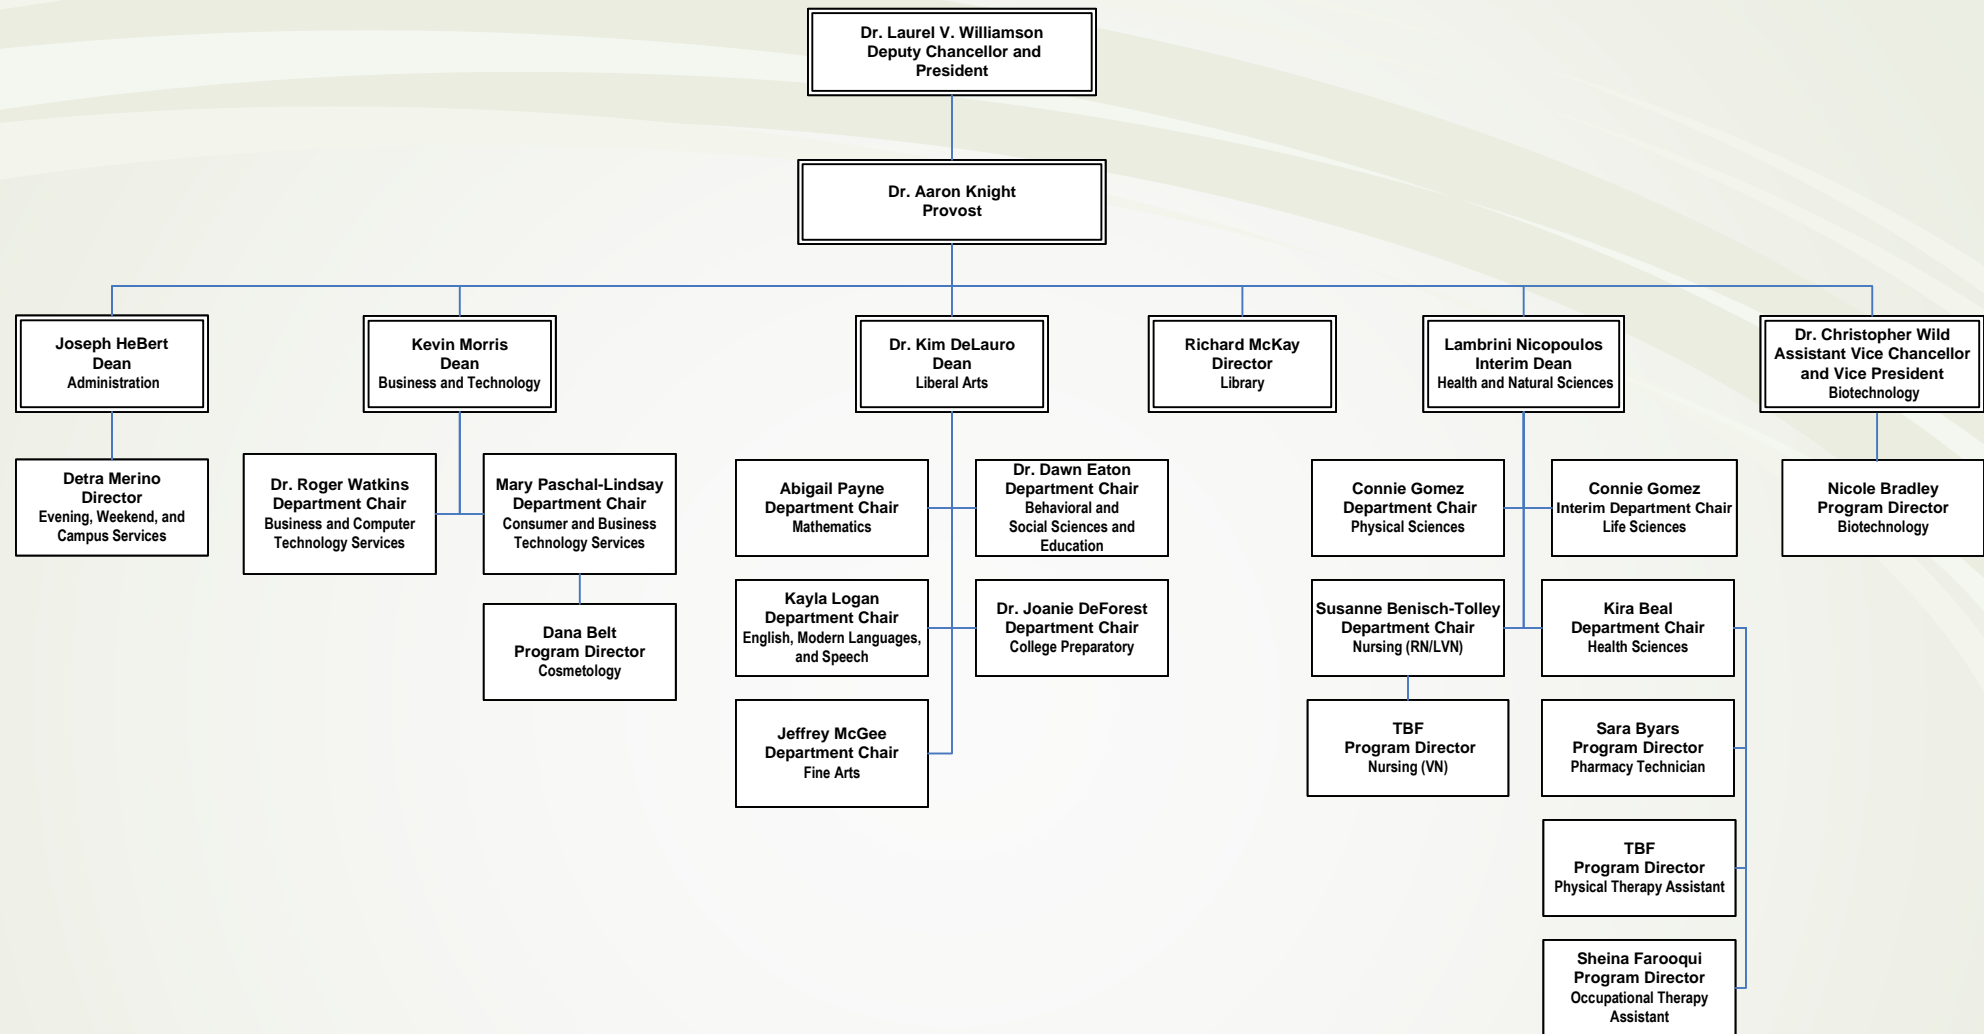 Dr. Laurel V. Williamson
Deputy Chancellor and
President
Dr. Aaron Knight
Provost
Joseph HeBert
Dean
Administration
Kevin Morris
Dean
Business and Technology
Dr. Kim DeLauro
Dean
Liberal Arts
Richard McKay
Director
Library
Lambrini Nicopoulos
Interim Dean
Health and Natural Sciences
Dr. Christopher Wild
Assistant Vice Chancellor
and Vice President
Biotechnology
Detra Merino
Director
Evening, Weekend, and
Campus Services
Dr. Roger Watkins
Department Chair
Business and Computer
Technology Services
Mary Paschal-Lindsay
Department Chair
Consumer and Business
Technology Services
Abigail Payne
Department Chair
Mathematics
Dr. Dawn Eaton
Department Chair
Behavioral and
Social Sciences and
Education
Connie Gomez
Department Chair
Physical Sciences
Connie Gomez
Interim Department Chair
Life Sciences
Nicole Bradley
Program Director
Biotechnology
Dana Belt
Program Director
Cosmetology
Kayla Logan
Department Chair
English, Modern Languages,
and Speech
Dr. Joanie DeForest
Department Chair
College Preparatory
Susanne Benisch-Tolley
Department Chair
Nursing (RN/LVN)
Kira Beal
Department Chair
Health Sciences
Jeffrey McGee
Department Chair
Fine Arts
TBF
Program Director
Nursing (VN)
Sara Byars
Program Director
Pharmacy Technician
TBF
Program Director
Physical Therapy Assistant
Sheina Farooqui
Program Director
Occupational Therapy
Assistant